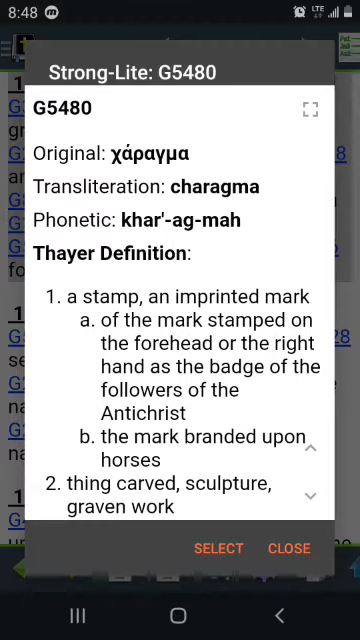 8:48
LTE
Strong-Lite: G5480
G5480
Original: χάραγμα
Transliteration: charagma
Phonetic: khar'-ag-mah
Thayer Definition:
1. a stamp, an imprinted mark
a. of the mark stamped on
the forehead or the right
hand as the badge of the
followers of the
Antichrist
b. the mark branded upon
horses
2. thing carved, sculpture,
graven work
SELECT CLOSE